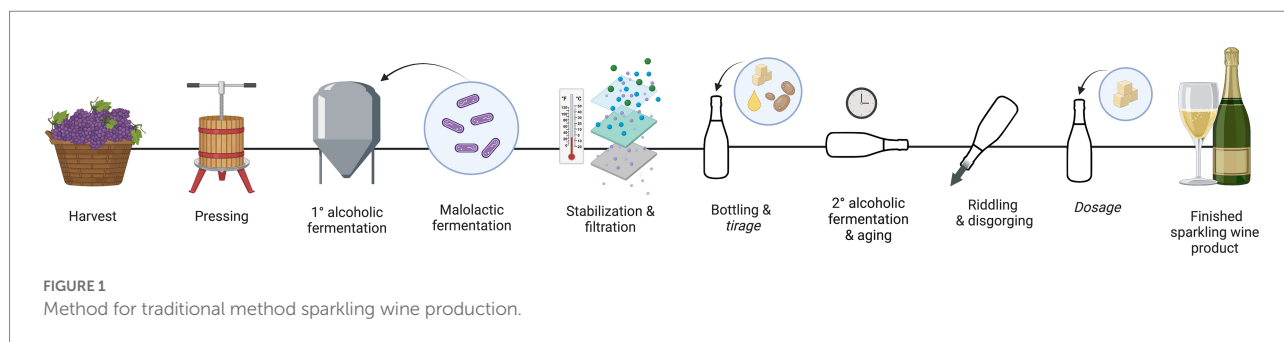 Harvest
Pressing
1° alcoholic
fermentation
Malolactic
fermentation
°F
°C
Stabilization &
filtration
Bottling &
tirage
2° alcoholic
fermentation
& aging
Riddling
& disgorging
Dosage
Finished
sparkling wine
product
FIGURE 1
Method for traditional method sparkling wine production.